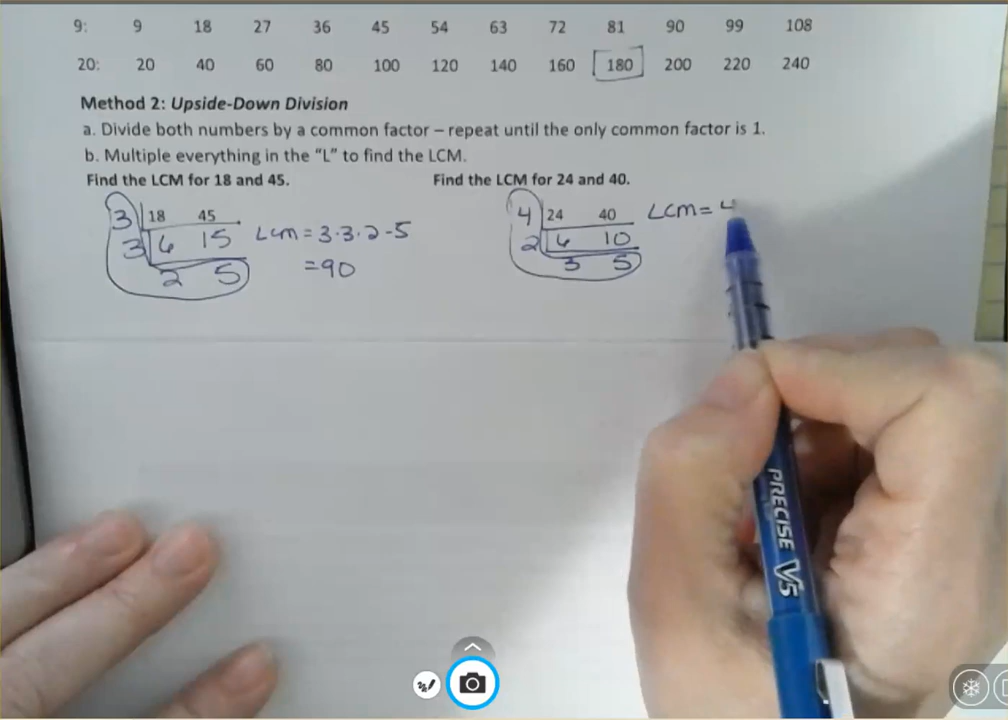 9: 9 18 27 36 45 54 63 72 81 90 99 108
20: 20 40 60 80 100 120 140 160 180 200 220 240
Method 2: Upside-Down Division
a. Divide both numbers by a common factor – repeat until the only common factor is 1.
b. Multiple everything in the “L” to find the LCM.
Find the LCM for 18 and 45. Find the LCM for 24 and 40.
3 18 45 LCM = 3·3·2·5 4 24 40 LCM = 4
3 6 15 = 90 2 6 10
2 5 3 5
PRECISE V5